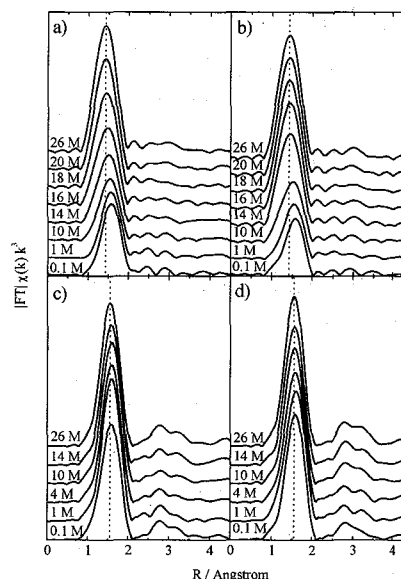 a)
26 M
20 M
18 M
16 M
14 M
10 M
1 M
0.1 M
b)
26 M
20 M
18 M
16 M
14 M
10 M
1 M
0.1 M
|FT| χ(k) k³
c)
26 M
14 M
10 M
4 M
1 M
0.1 M
d)
26 M
14 M
10 M
4 M
1 M
0.1 M
0 1 2 3 4 0 1 2 3 4
R / Angstrom R / Angstrom